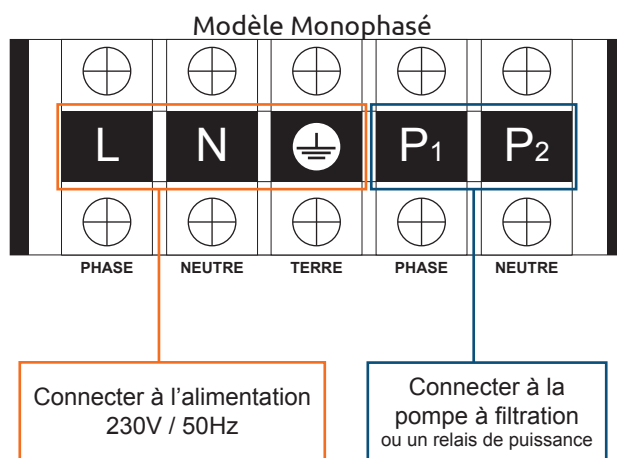 Modèle Monophasé
L N P1 P2
PHASE NEUTRE TERRE PHASE NEUTRE
Connecter à l'alimentation
230V / 50Hz
Connecter à la
pompe à filtration
ou un relais de puissance